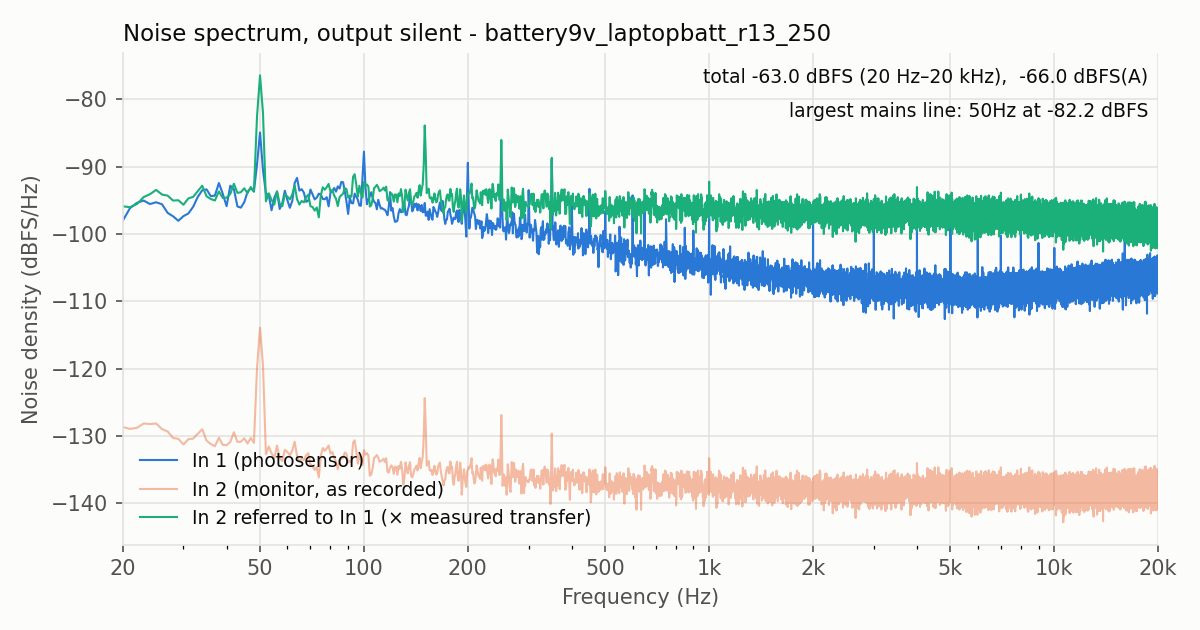 Noise spectrum, output silent - battery9v_laptopbatt_r13_250
total -63.0 dBFS (20 Hz–20 kHz),  -66.0 dBFS(A)
largest mains line: 50Hz at -82.2 dBFS
Noise density (dBFS/Hz)
−80
−90
−100
−110
−120
−130
−140
In 1 (photosensor)
In 2 (monitor, as recorded)
In 2 referred to In 1 (× measured transfer)
20 50 100 200 500 1k 2k 5k 10k 20k
Frequency (Hz)